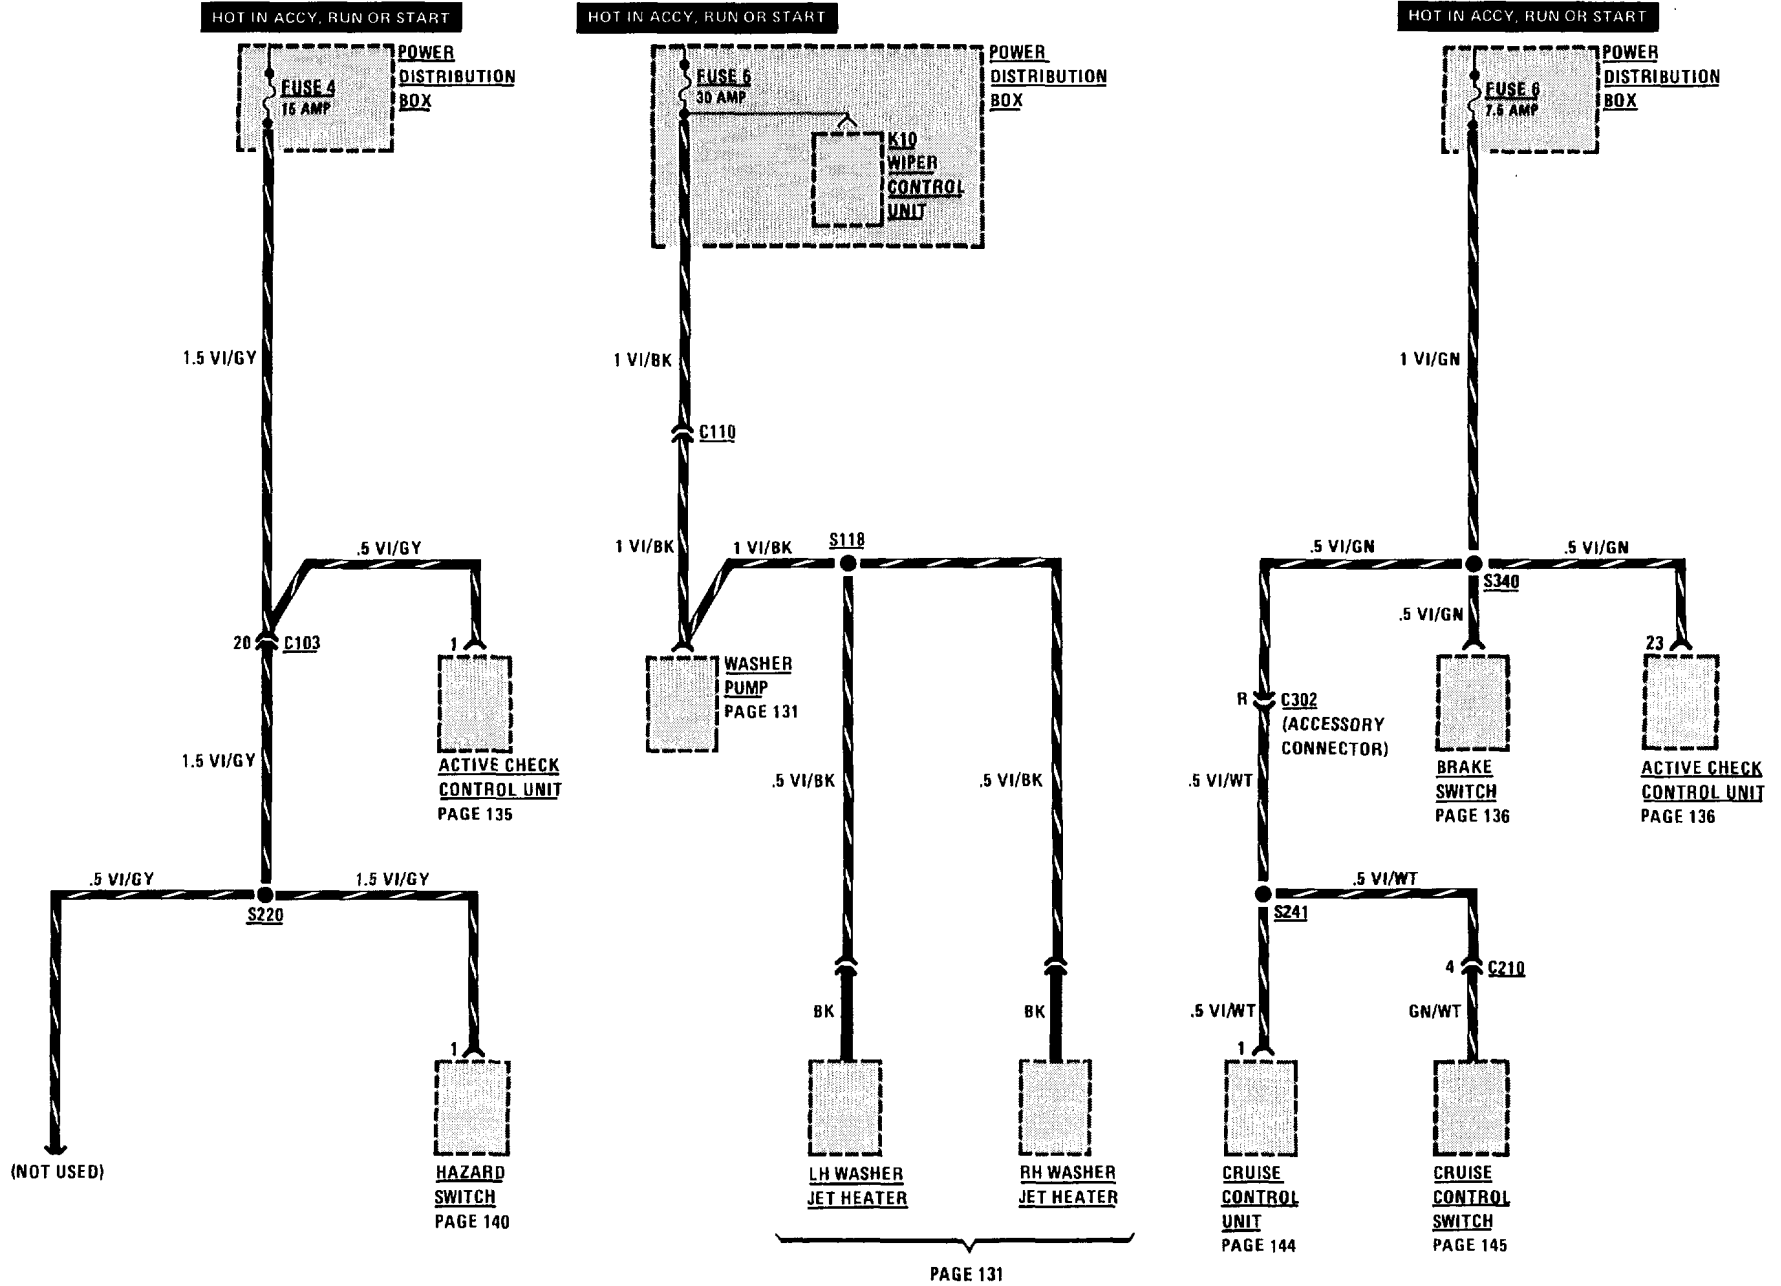 HOT IN ACCY, RUN OR START
POWER
DISTRIBUTION
BOX
FUSE 4
15 AMP
1.5 VI/GY
.5 VI/GY
20
C103
1
ACTIVE CHECK
CONTROL UNIT
PAGE 135
1.5 VI/GY
.5 VI/GY
1.5 VI/GY
S220
1
(NOT USED)
HAZARD
SWITCH
PAGE 140
HOT IN ACCY, RUN OR START
POWER
DISTRIBUTION
BOX
FUSE 5
30 AMP
K10
WIPER
CONTROL
UNIT
1 VI/BK
C110
1 VI/BK
1 VI/BK
S118
WASHER
PUMP
PAGE 131
.5 VI/BK
.5 VI/BK
BK
BK
LH WASHER
JET HEATER
RH WASHER
JET HEATER
PAGE 131
HOT IN ACCY, RUN OR START
POWER
DISTRIBUTION
BOX
FUSE 6
7.5 AMP
1 VI/GN
.5 VI/GN
.5 VI/GN
S340
.5 VI/GN
23
R
C302
(ACCESSORY
CONNECTOR)
BRAKE
SWITCH
PAGE 136
ACTIVE CHECK
CONTROL UNIT
PAGE 136
.5 VI/WT
.5 VI/WT
S241
4
C210
.5 VI/WT
GN/WT
1
CRUISE
CONTROL
UNIT
PAGE 144
CRUISE
CONTROL
SWITCH
PAGE 145